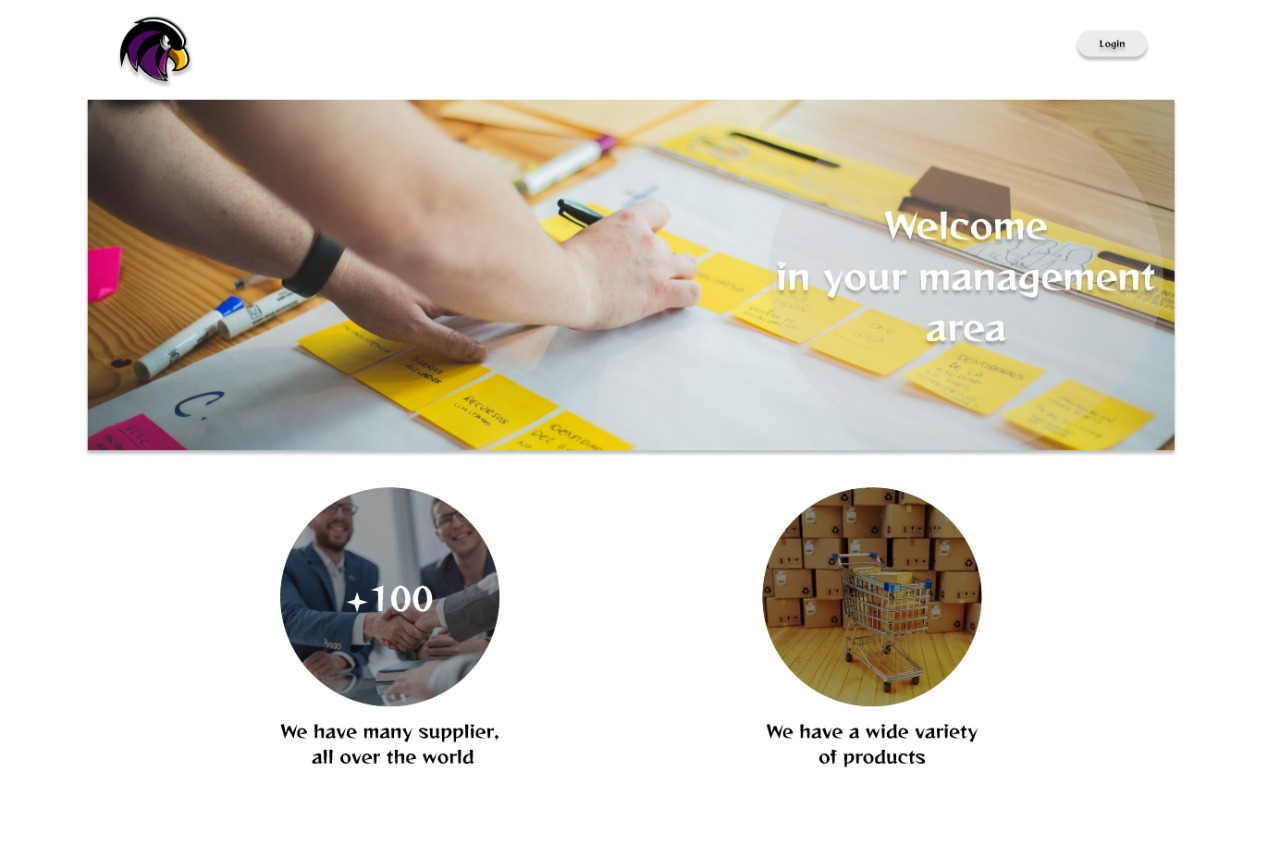 Login
Welcome
in your management
area
C.
RECURSOS
+100
We have many supplier,
all over the world
We have a wide variety
of products